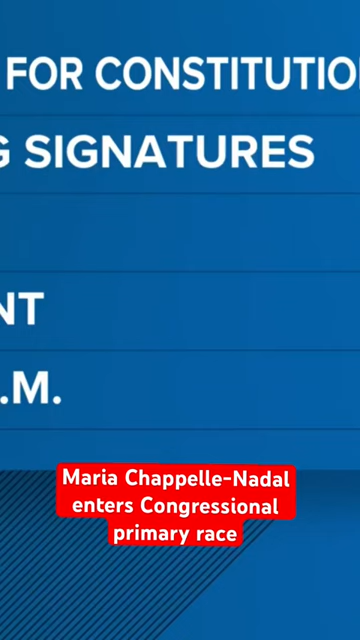 FOR CONSTITUTIO
G SIGNATURES
NT
.M.
Maria Chappelle-Nadal
enters Congressional
primary race